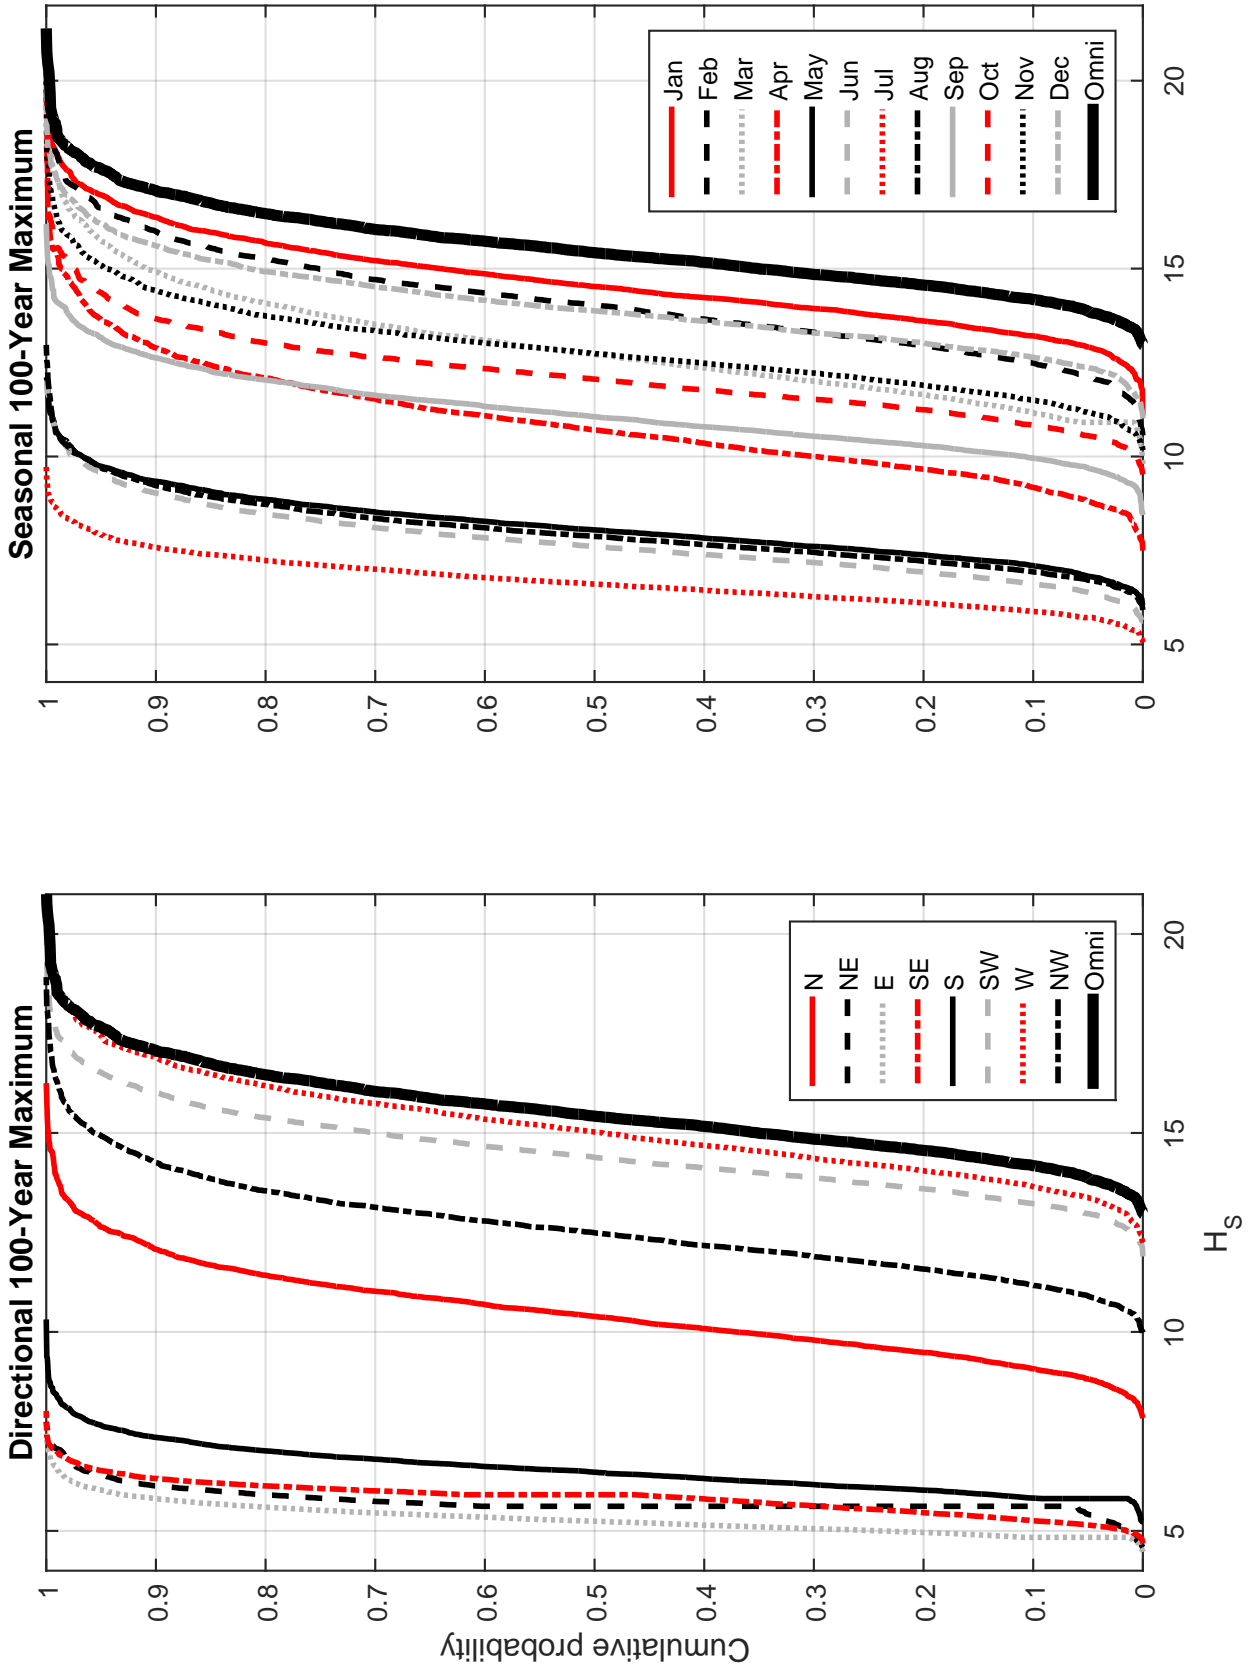 Directional 100-Year Maximum
Cumulative probability
1
0.9
0.8
0.7
0.6
0.5
0.4
0.3
0.2
0.1
0
5
10
15
20
N
NE
E
SE
S
SW
W
NW
Omni
H_S
Seasonal 100-Year Maximum
1
0.9
0.8
0.7
0.6
0.5
0.4
0.3
0.2
0.1
0
5
10
15
20
Jan
Feb
Mar
Apr
May
Jun
Jul
Aug
Sep
Oct
Nov
Dec
Omni